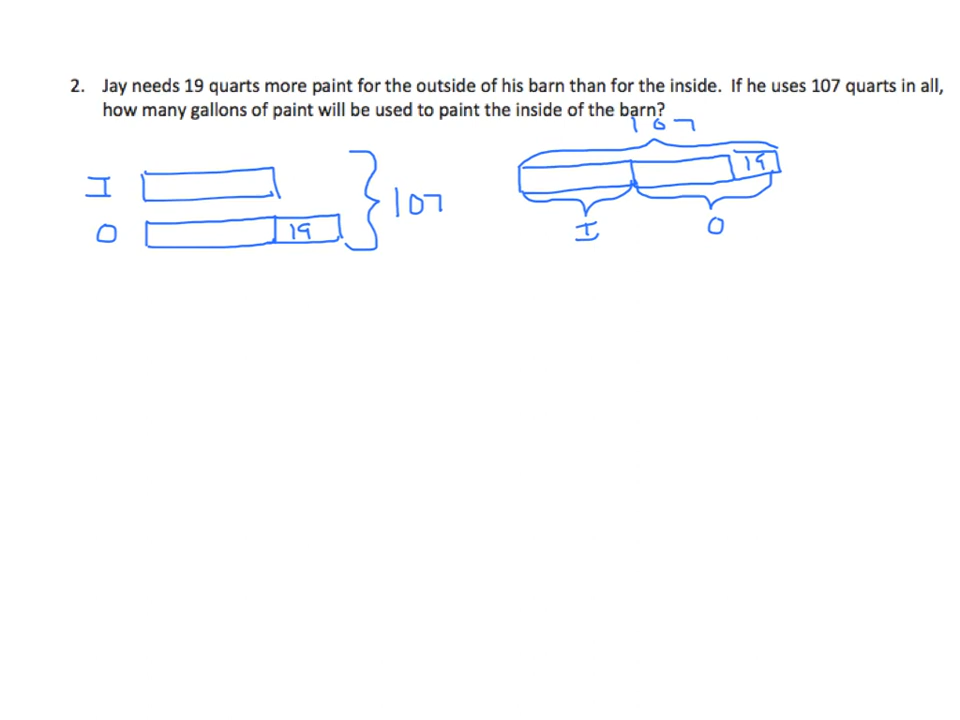 2. Jay needs 19 quarts more paint for the outside of his barn than for the inside. If he uses 107 quarts in all,
how many gallons of paint will be used to paint the inside of the barn?
107
I
19
107
O
19
I
O